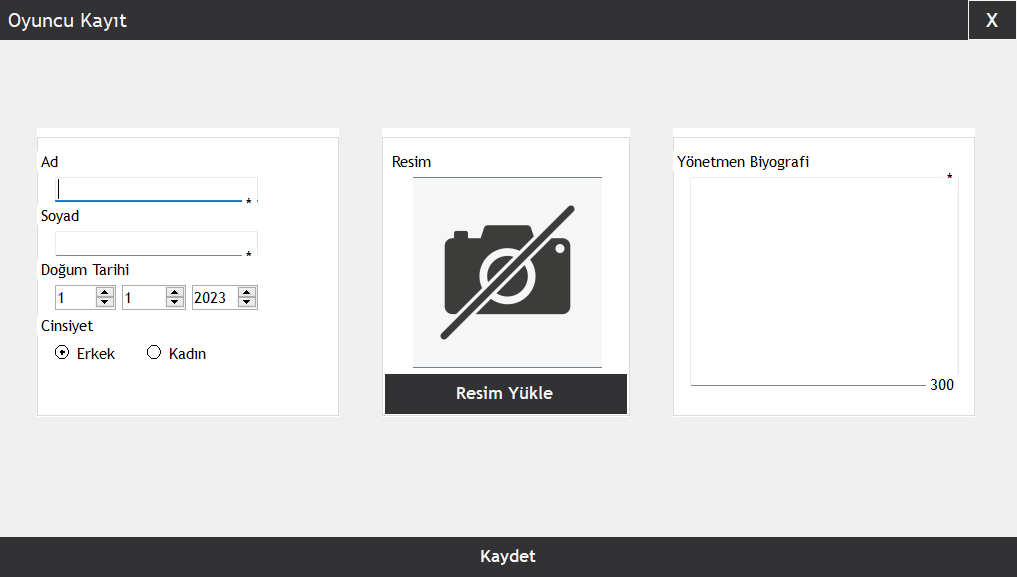 Oyuncu Kayıt
X
Ad
*
Soyad
*
Doğum Tarihi
1 1 2023
Cinsiyet
Erkek Kadın
Resim
Resim Yükle
Yönetmen Biyografi
*
300
Kaydet